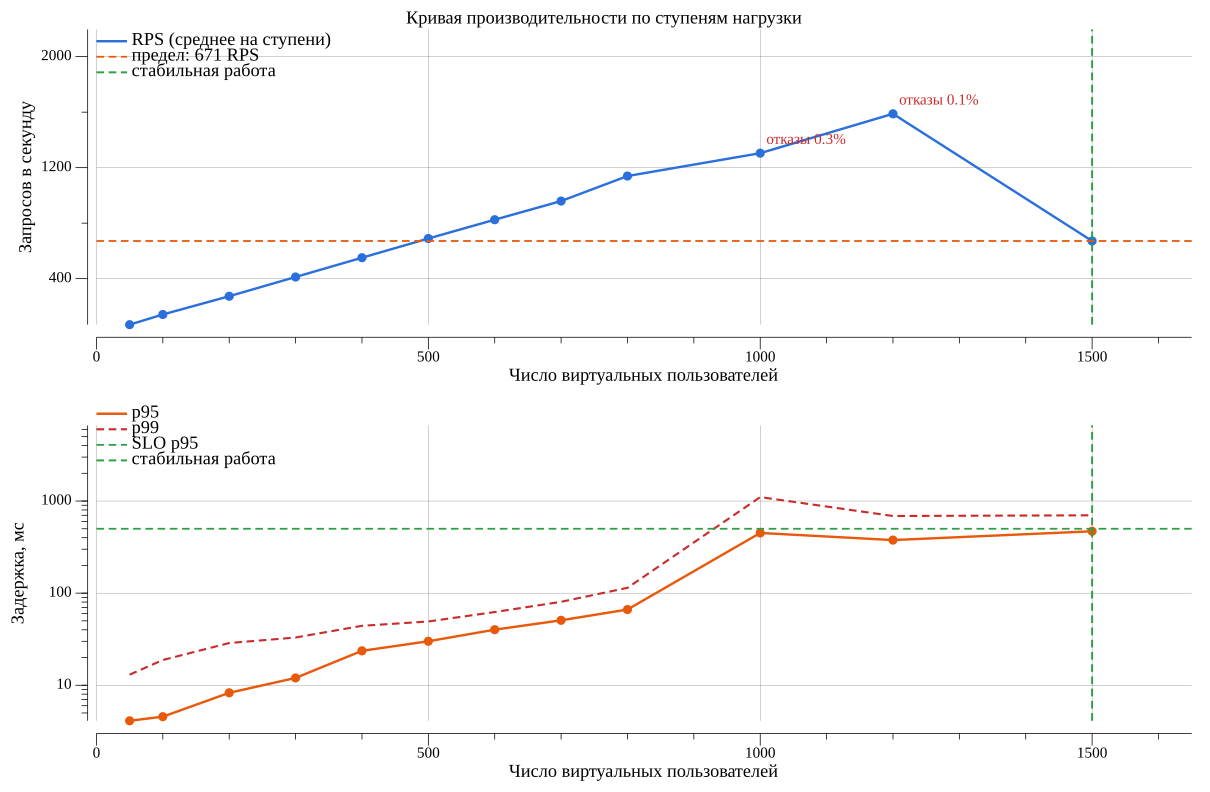 Кривая производительности по ступеням нагрузки
RPS (среднее на ступени)
предел: 671 RPS
стабильная работа
2000
1200
400
Запросов в секунду
отказы 0.3%
отказы 0.1%
0
500
1000
1500
Число виртуальных пользователей
p95
p99
SLO p95
стабильная работа
1000
100
10
Задержка, мс
0
500
1000
1500
Число виртуальных пользователей